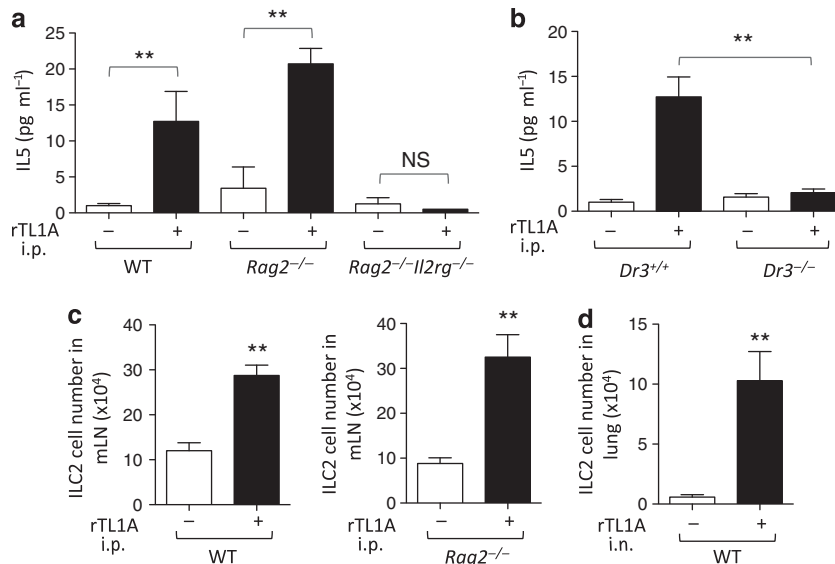 a
IL5 (pg ml⁻¹)
25
20
15
10
5
0
**
**
NS
rTL1A
i.p.
– + – + – +
WT Rag2⁻/⁻ Rag2⁻/⁻Il2rg⁻/⁻
b
IL5 (pg ml⁻¹)
20
15
10
5
0
**
rTL1A
i.p.
– + – +
Dr3⁺/⁺ Dr3⁻/⁻
c
ILC2 cell number in
mLN (x10⁴)
40
30
20
10
0
**
rTL1A
i.p.
– +
WT
ILC2 cell number in
mLN (x10⁴)
40
30
20
10
0
**
rTL1A
i.p.
– +
Rag2⁻/⁻
d
ILC2 cell number in
lung (x10⁴)
15
10
5
0
**
rTL1A
i.n.
– +
WT